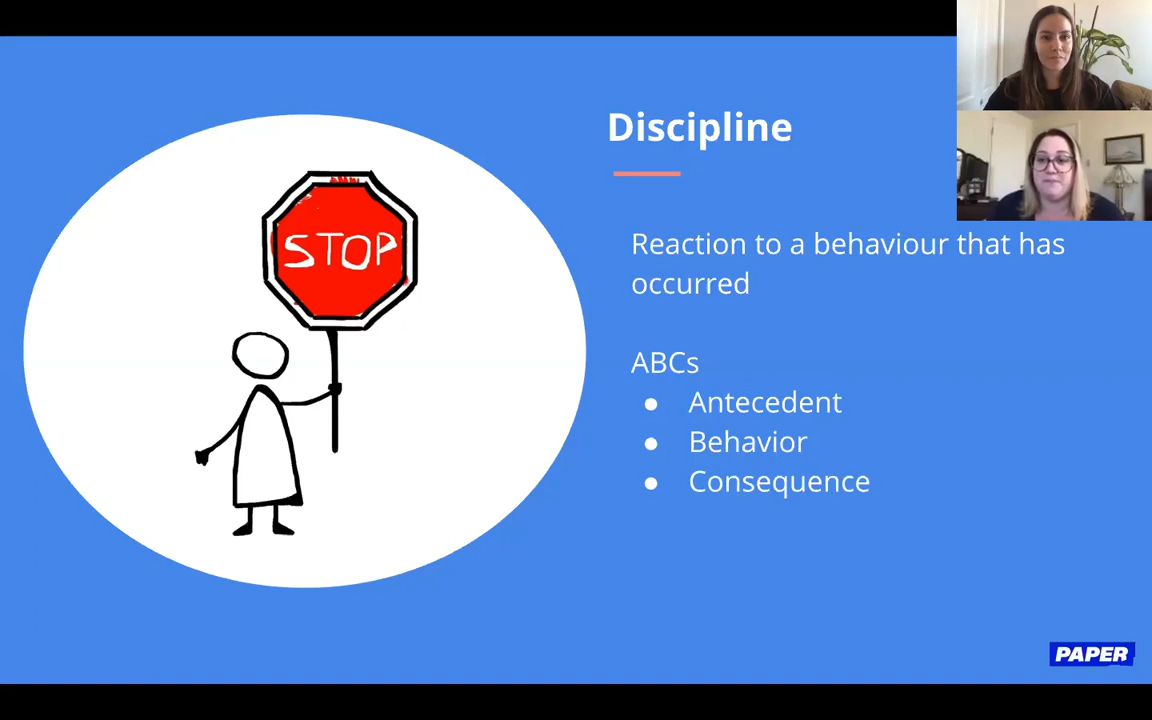 STOP
Discipline
Reaction to a behaviour that has
occurred
ABCs
● Antecedent
● Behavior
● Consequence
PAPER